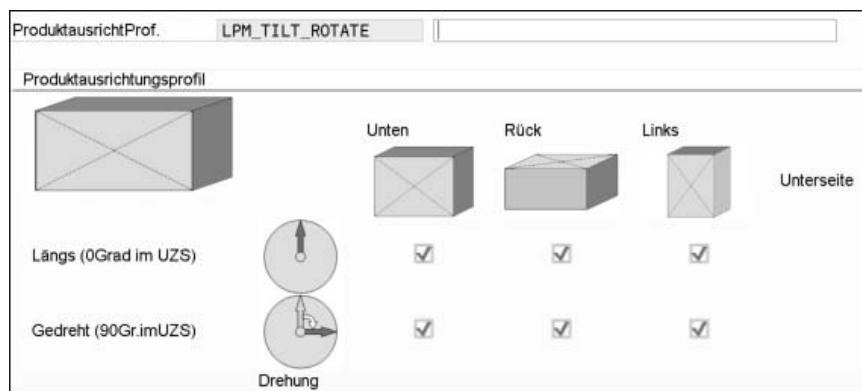 ProduktausrichtProf. LPM_TILT_ROTATE
Produktausrichtungsprofil
Unten Rück Links
Unterseite
Längs (0Grad im UZS)
Gedreht (90Gr.imUZS)
Drehung